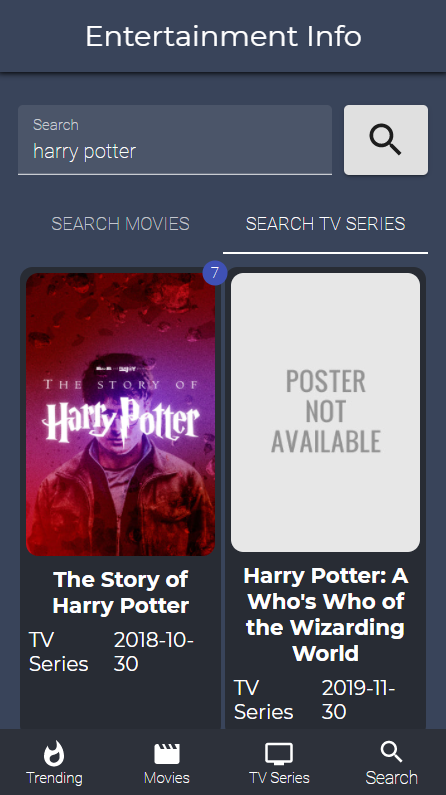 Entertainment Info
Search
harry potter
SEARCH MOVIES
SEARCH TV SERIES
7
THE STORY OF
Harry Potter
The Story of
Harry Potter
TV
Series
2018-10-
30
POSTER
NOT
AVAILABLE
Harry Potter: A
Who's Who of
the Wizarding
World
TV
Series
2019-11-
30
Trending
Movies
TV Series
Search